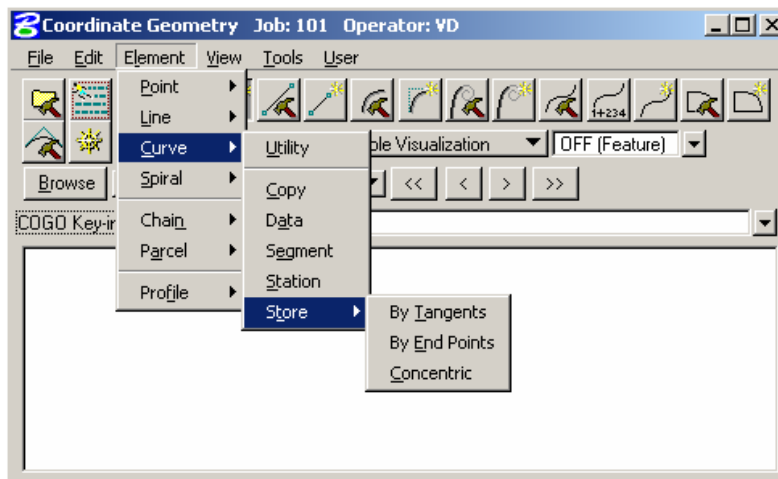 Coordinate Geometry Job: 101 Operator: VD
File Edit Element View Tools User
1+234
Point
Line
Curve
Spiral
Chain
Parcel
Profile
Utility
Copy
Data
Segment
Station
Store
By Tangents
By End Points
Concentric
ble Visualization OFF (Feature)
Browse << < > >>
COGO Key-in